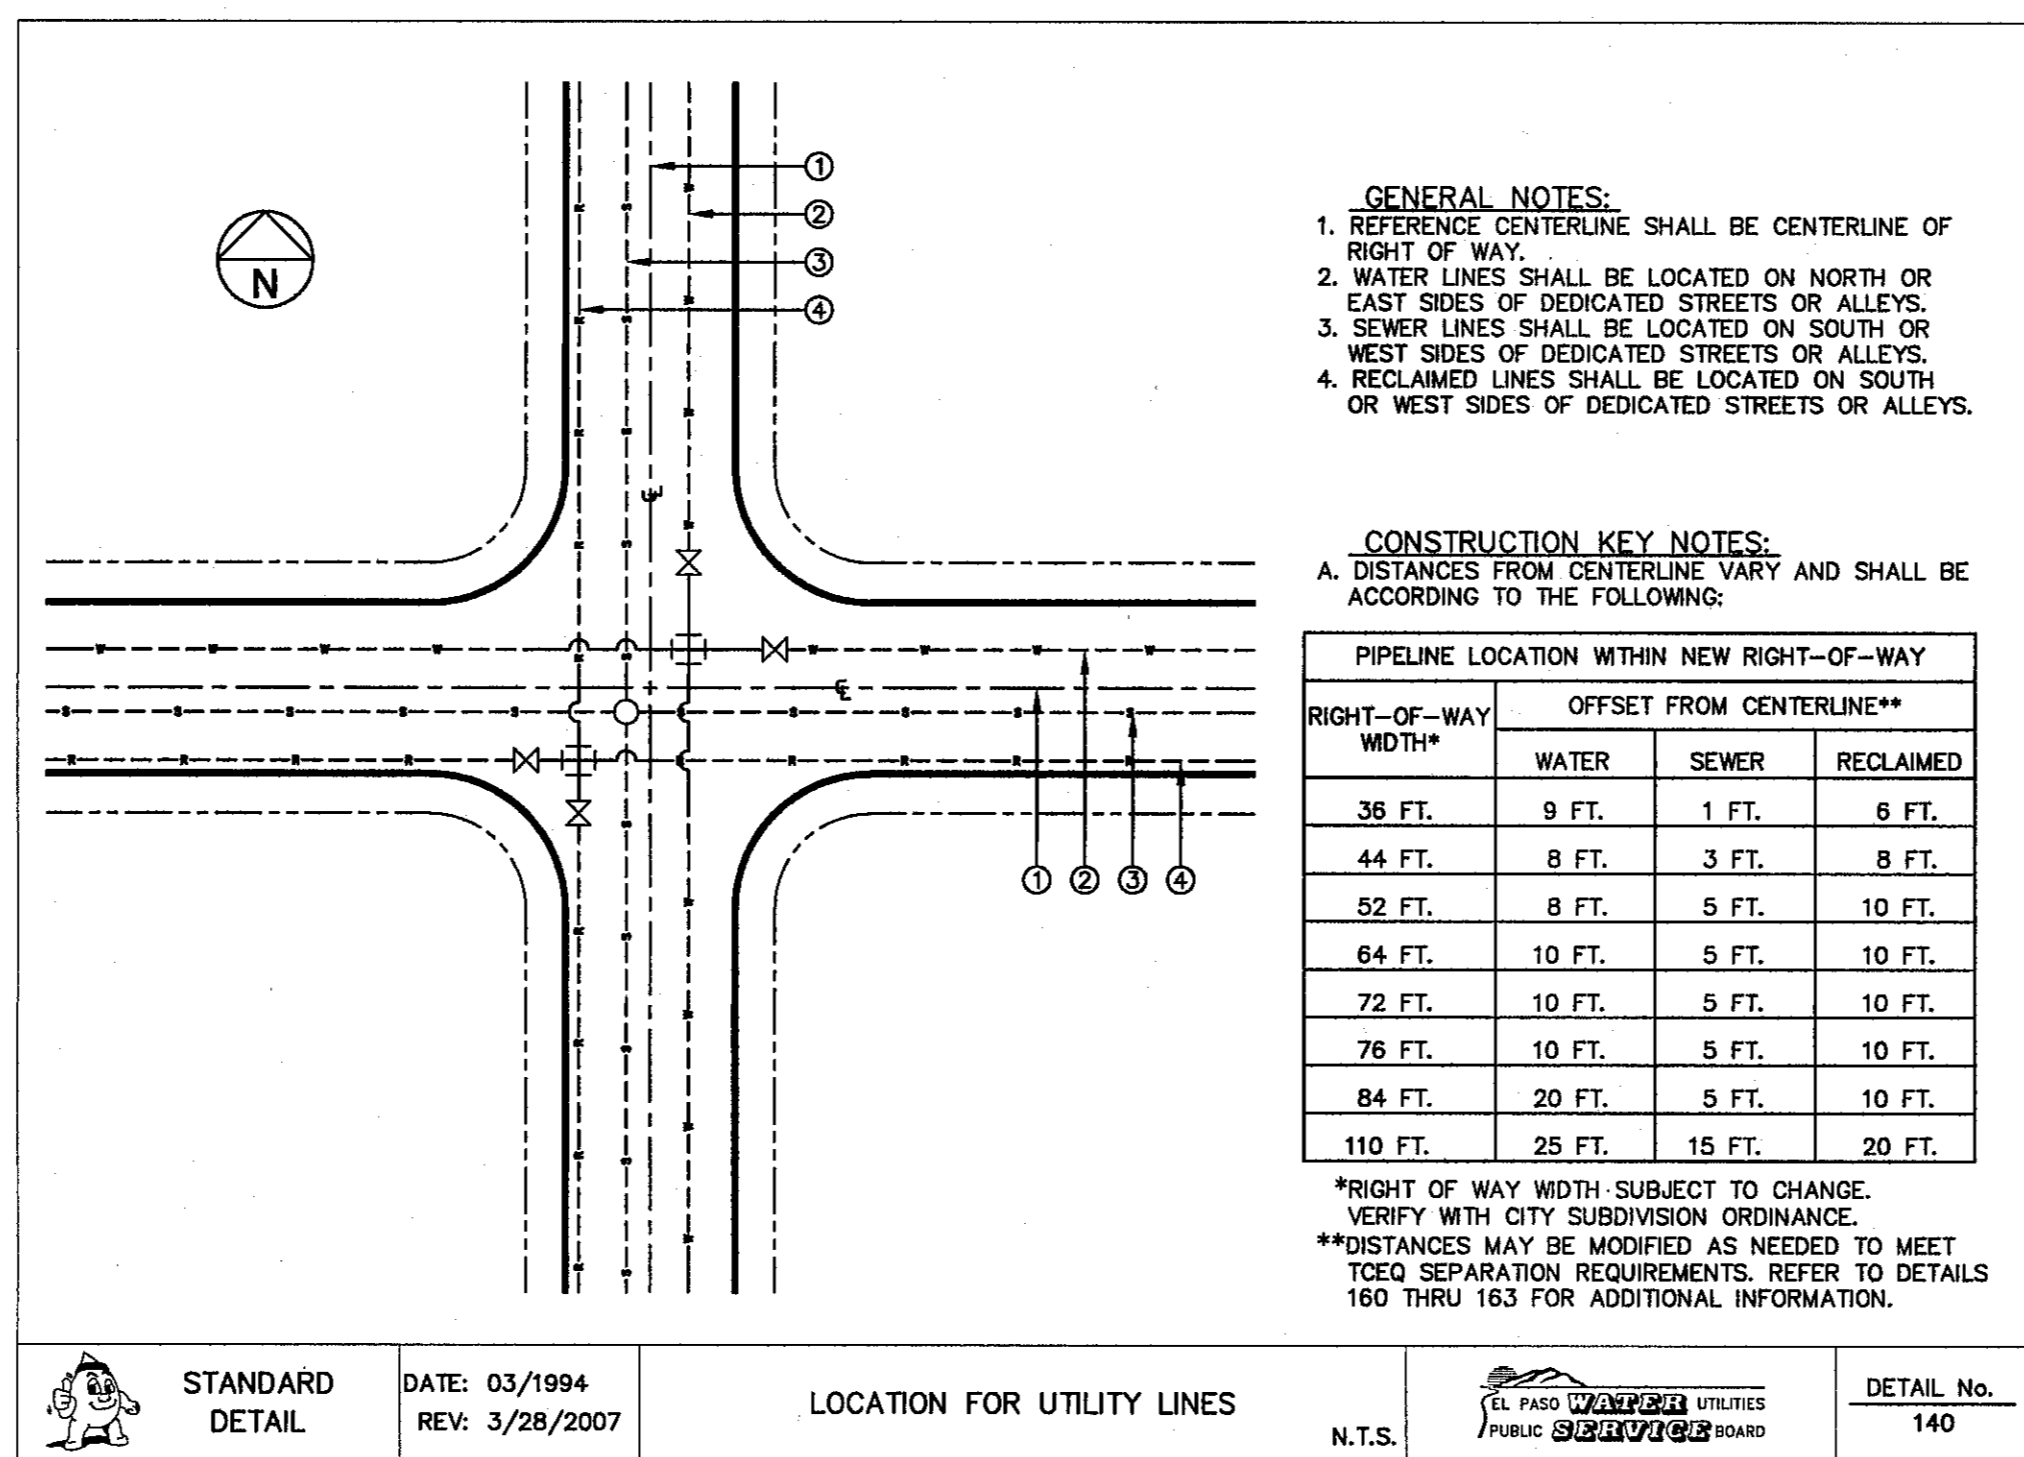 N
1
2
3
4
R
S
W
℄
1 2 3 4
GENERAL NOTES:
1. REFERENCE CENTERLINE SHALL BE CENTERLINE OF
RIGHT OF WAY.
2. WATER LINES SHALL BE LOCATED ON NORTH OR
EAST SIDES OF DEDICATED STREETS OR ALLEYS.
3. SEWER LINES SHALL BE LOCATED ON SOUTH OR
WEST SIDES OF DEDICATED STREETS OR ALLEYS.
4. RECLAIMED LINES SHALL BE LOCATED ON SOUTH
OR WEST SIDES OF DEDICATED STREETS OR ALLEYS.
CONSTRUCTION KEY NOTES:
A. DISTANCES FROM CENTERLINE VARY AND SHALL BE
ACCORDING TO THE FOLLOWING:
PIPELINE LOCATION WITHIN NEW RIGHT-OF-WAY
RIGHT-OF-WAY
WIDTH*
OFFSET FROM CENTERLINE**
WATER SEWER RECLAIMED
36 FT. 9 FT. 1 FT. 6 FT.
44 FT. 8 FT. 3 FT. 8 FT.
52 FT. 8 FT. 5 FT. 10 FT.
64 FT. 10 FT. 5 FT. 10 FT.
72 FT. 10 FT. 5 FT. 10 FT.
76 FT. 10 FT. 5 FT. 10 FT.
84 FT. 20 FT. 5 FT. 10 FT.
110 FT. 25 FT. 15 FT. 20 FT.
*RIGHT OF WAY WIDTH SUBJECT TO CHANGE.
VERIFY WITH CITY SUBDIVISION ORDINANCE.
**DISTANCES MAY BE MODIFIED AS NEEDED TO MEET
TCEQ SEPARATION REQUIREMENTS. REFER TO DETAILS
160 THRU 163 FOR ADDITIONAL INFORMATION.
STANDARD
DETAIL
DATE: 03/1994
REV: 3/28/2007
LOCATION FOR UTILITY LINES
N.T.S.
EL PASO WATER UTILITIES
PUBLIC SERVICE BOARD
DETAIL No.
140